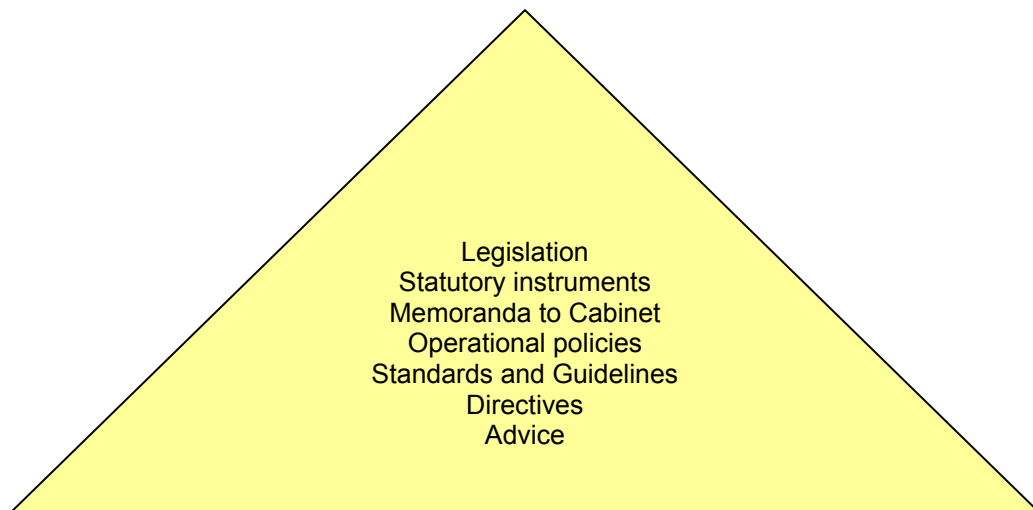 Legislation
Statutory instruments
Memoranda to Cabinet
Operational policies
Standards and Guidelines
Directives
Advice